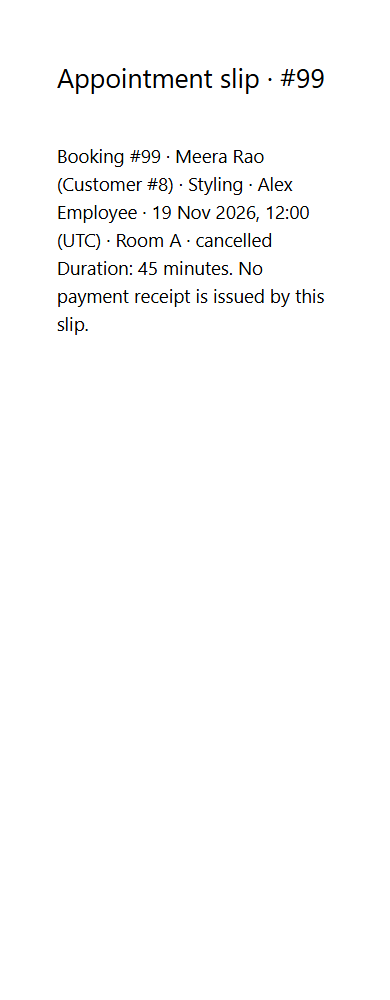 Appointment slip · #99
Booking #99 · Meera Rao
(Customer #8) · Styling · Alex
Employee · 19 Nov 2026, 12:00
(UTC) · Room A · cancelled
Duration: 45 minutes. No
payment receipt is issued by this
slip.